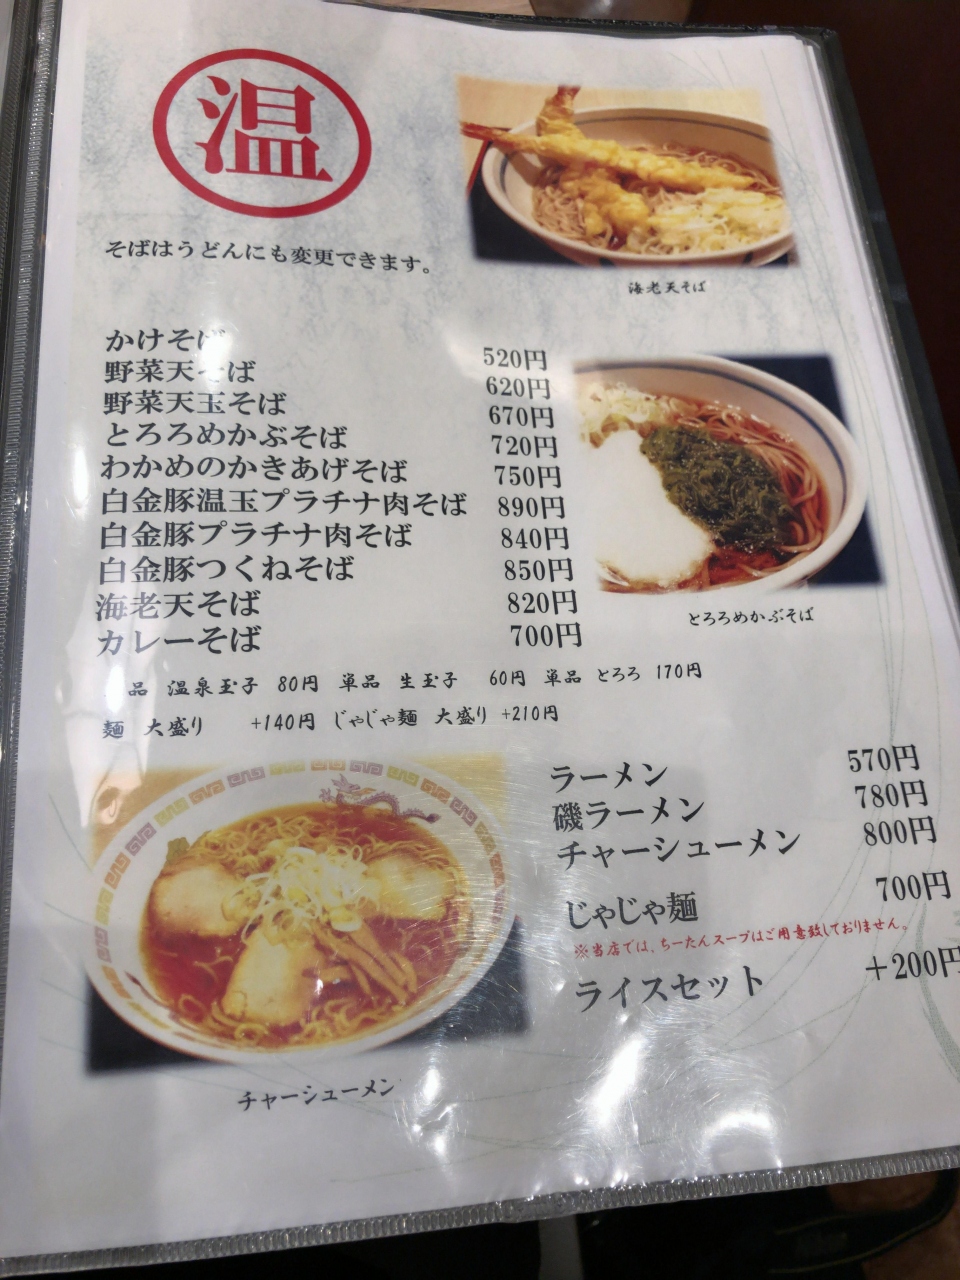 温
そばはうどんにも変更できます。
海老天そば
かけそば 520円
野菜天そば 620円
野菜天玉そば 670円
とろろめかぶそば 720円
わかめのかきあげそば 750円
白金豚温玉プラチナ肉そば 890円
白金豚プラチナ肉そば 840円
白金豚つくねそば 850円
海老天そば 820円
カレーそば 700円
とろろめかぶそば
品 温泉玉子 80円 単品 生玉子 60円 単品 とろろ 170円
麺 大盛り +140円 じゃじゃ麺 大盛り +210円
ラーメン 570円
磯ラーメン 780円
チャーシューメン 800円
じゃじゃ麺 700円
※当店では、ちーたんスープはご用意致しておりません。
ライスセット +200円
チャーシューメン